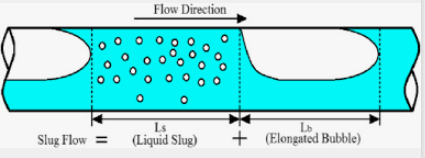 Flow Direction
Ls Lb
Slug Flow = (Liquid Slug) + (Elongated Bubble)